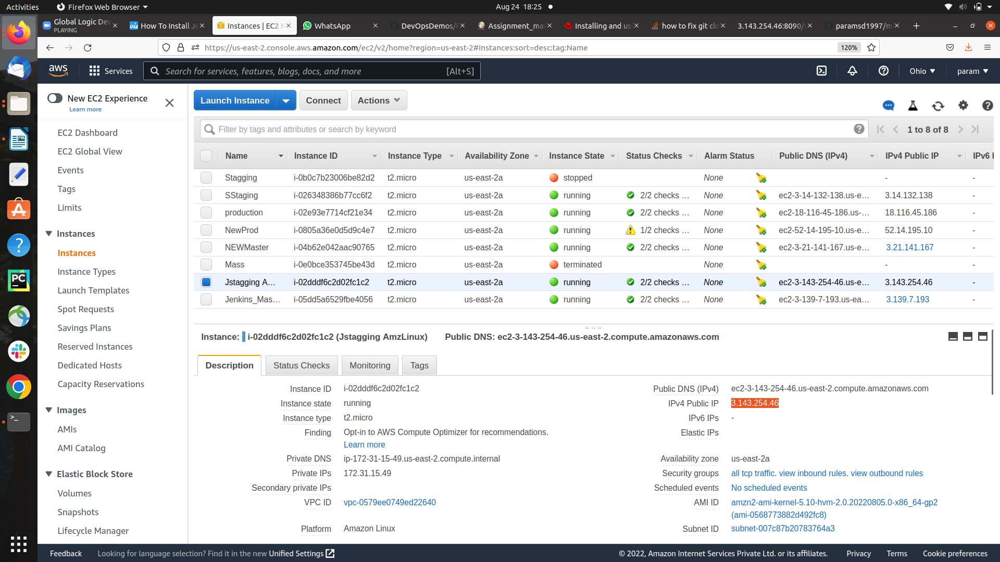 Activities
Firefox Web Browser
Aug 24 18:25
Global Logic Dev
PLAYING
How To Install Je
Instances | EC2 M
WhatsApp
DevOpsDemos/
Assignment_ma
Installing and usi
how to fix git clo
3.143.254.46:8090/
paramsd1997/m
https://us-east-2.console.aws.amazon.com/ec2/v2/home?region=us-east-2#Instances:sort=desc:tag:Name
120%
aws
Services
Search for services, features, blogs, docs, and more
[Alt+S]
Ohio
param
New EC2 Experience
Learn more
EC2 Dashboard
EC2 Global View
Events
Tags
Limits
Instances
Instances
Instance Types
Launch Templates
Spot Requests
Savings Plans
Reserved Instances
Dedicated Hosts
Capacity Reservations
Images
AMIs
AMI Catalog
Elastic Block Store
Volumes
Snapshots
Lifecycle Manager
Launch Instance
Connect
Actions
Filter by tags and attributes or search by keyword
1 to 8 of 8
Name Instance ID Instance Type Availability Zone Instance State Status Checks Alarm Status Public DNS (IPv4) IPv4 Public IP IPv6 I
Stagging i-0b0c7b23006be82d2 t2.micro us-east-2a stopped None - -
SStaging i-026348386b77cc6f2 t2.micro us-east-2a running 2/2 checks ... None ec2-3-14-132-138.us-e... 3.14.132.138 -
production i-02e93e7714cf21e34 t2.micro us-east-2a running 2/2 checks ... None ec2-18-116-45-186.us-... 18.116.45.186 -
NewProd i-0805a36e0d5d9c4e7 t2.micro us-east-2a running 1/2 checks ... None ec2-52-14-195-10.us-e... 52.14.195.10 -
NEWMaster i-04b62e042aac90765 t2.micro us-east-2a running 2/2 checks ... None ec2-3-21-141-167.us-e... 3.21.141.167 -
Mass i-0e0bce353745be43d t2.micro us-east-2a terminated None - -
Jstagging A... i-02dddf6c2d02fc1c2 t2.micro us-east-2a running 2/2 checks ... None ec2-3-143-254-46.us-e... 3.143.254.46 -
Jenkins_Mas... i-05dd5a6529fbe4056 t2.micro us-east-2a running 2/2 checks ... None ec2-3-139-7-193.us-ea... 3.139.7.193 -
Instance: i-02dddf6c2d02fc1c2 (Jstagging AmzLinux) Public DNS: ec2-3-143-254-46.us-east-2.compute.amazonaws.com
Description
Status Checks
Monitoring
Tags
Instance ID i-02dddf6c2d02fc1c2
Instance state running
Instance type t2.micro
Finding Opt-in to AWS Compute Optimizer for recommendations.
Learn more
Private DNS ip-172-31-15-49.us-east-2.compute.internal
Private IPs 172.31.15.49
Secondary private IPs
VPC ID vpc-0579ee0749ed22640
Platform Amazon Linux
Public DNS (IPv4) ec2-3-143-254-46.us-east-2.compute.amazonaws.com
IPv4 Public IP 3.143.254.46
IPv6 IPs -
Elastic IPs
Availability zone us-east-2a
Security groups all tcp traffic. view inbound rules. view outbound rules
Scheduled events No scheduled events
AMI ID amzn2-ami-kernel-5.10-hvm-2.0.20220805.0-x86_64-gp2
(ami-0568773882d492fc8)
Subnet ID subnet-007c87b20783764a3
PC
Feedback
Looking for language selection? Find it in the new Unified Settings
© 2022, Amazon Internet Services Private Ltd. or its affiliates.
Privacy
Terms
Cookie preferences